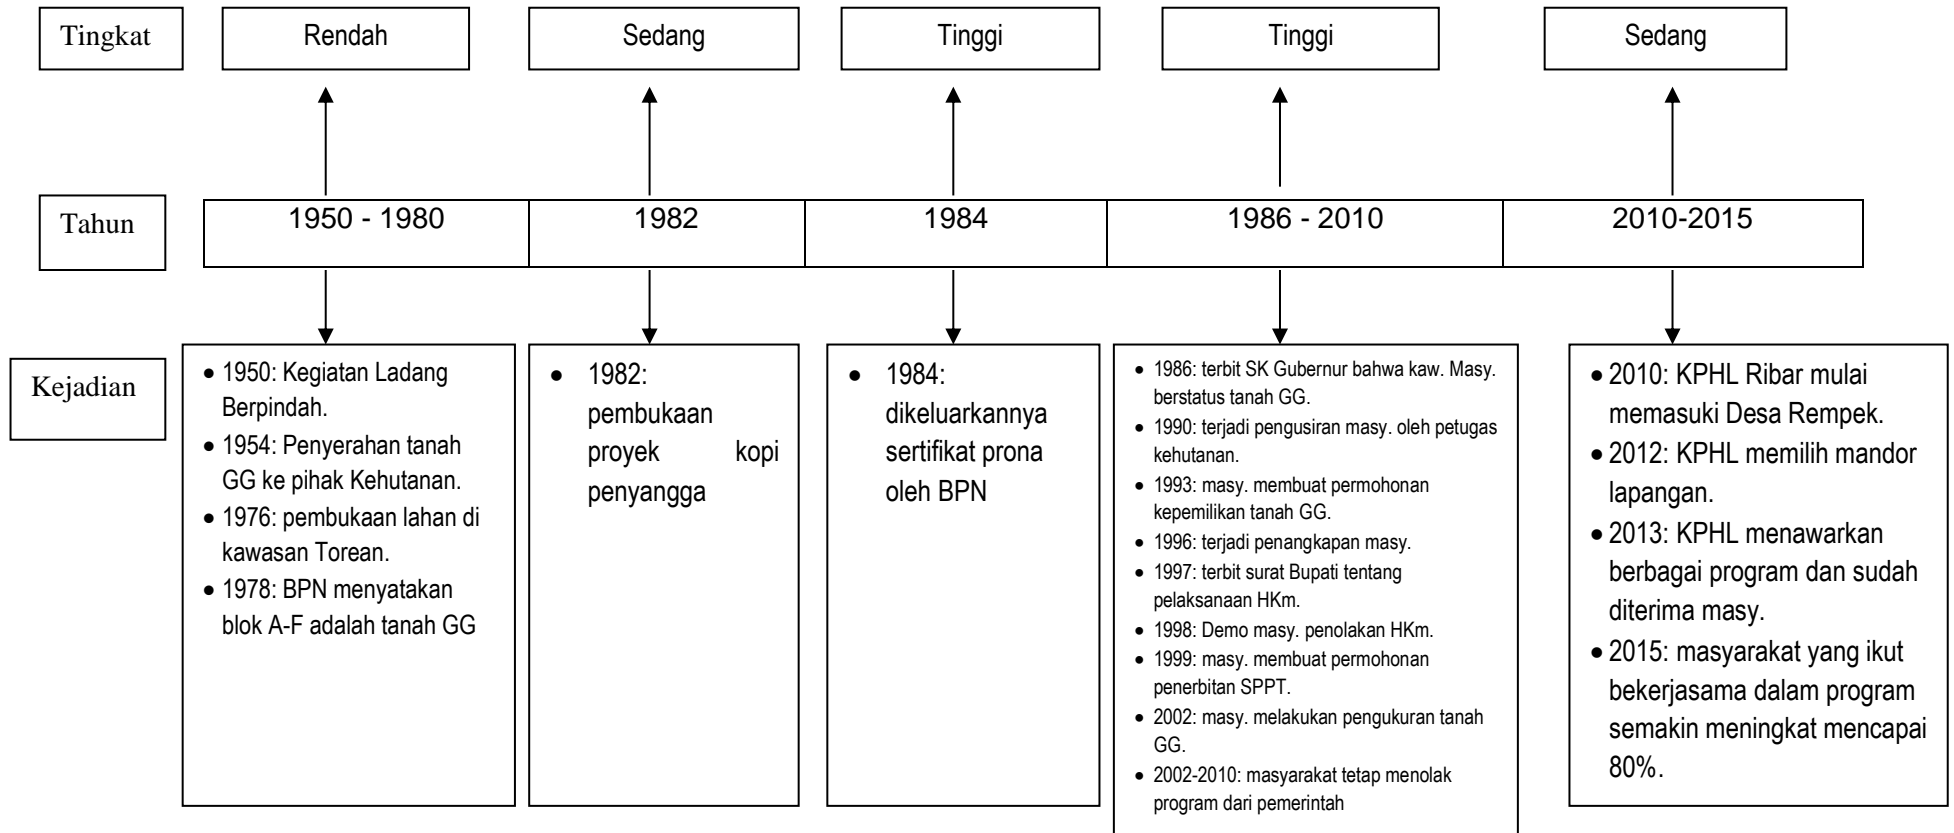 Tingkat
Rendah
Sedang
Tinggi
Tinggi
Sedang
Tahun
1950 - 1980
1982
1984
1986 - 2010
2010-2015
Kejadian
• 1950: Kegiatan Ladang
Berpindah.
• 1954: Penyerahan tanah
GG ke pihak Kehutanan.
• 1976: pembukaan lahan di
kawasan Torean.
• 1978: BPN menyatakan
blok A-F adalah tanah GG
• 1982:
pembukaan
proyek kopi
penyangga
• 1984:
dikeluarkannya
sertifikat prona
oleh BPN
• 1986: terbit SK Gubernur bahwa kaw. Masy.
berstatus tanah GG.
• 1990: terjadi pengusiran masy. oleh petugas
kehutanan.
• 1993: masy. membuat permohonan
kepemilikan tanah GG.
• 1996: terjadi penangkapan masy.
• 1997: terbit surat Bupati tentang
pelaksanaan HKm.
• 1998: Demo masy. penolakan HKm.
• 1999: masy. membuat permohonan
penerbitan SPPT.
• 2002: masy. melakukan pengukuran tanah
GG.
• 2002-2010: masyarakat tetap menolak
program dari pemerintah
• 2010: KPHL Ribar mulai
memasuki Desa Rempek.
• 2012: KPHL memilih mandor
lapangan.
• 2013: KPHL menawarkan
berbagai program dan sudah
diterima masy.
• 2015: masyarakat yang ikut
bekerjasama dalam program
semakin meningkat mencapai
80%.